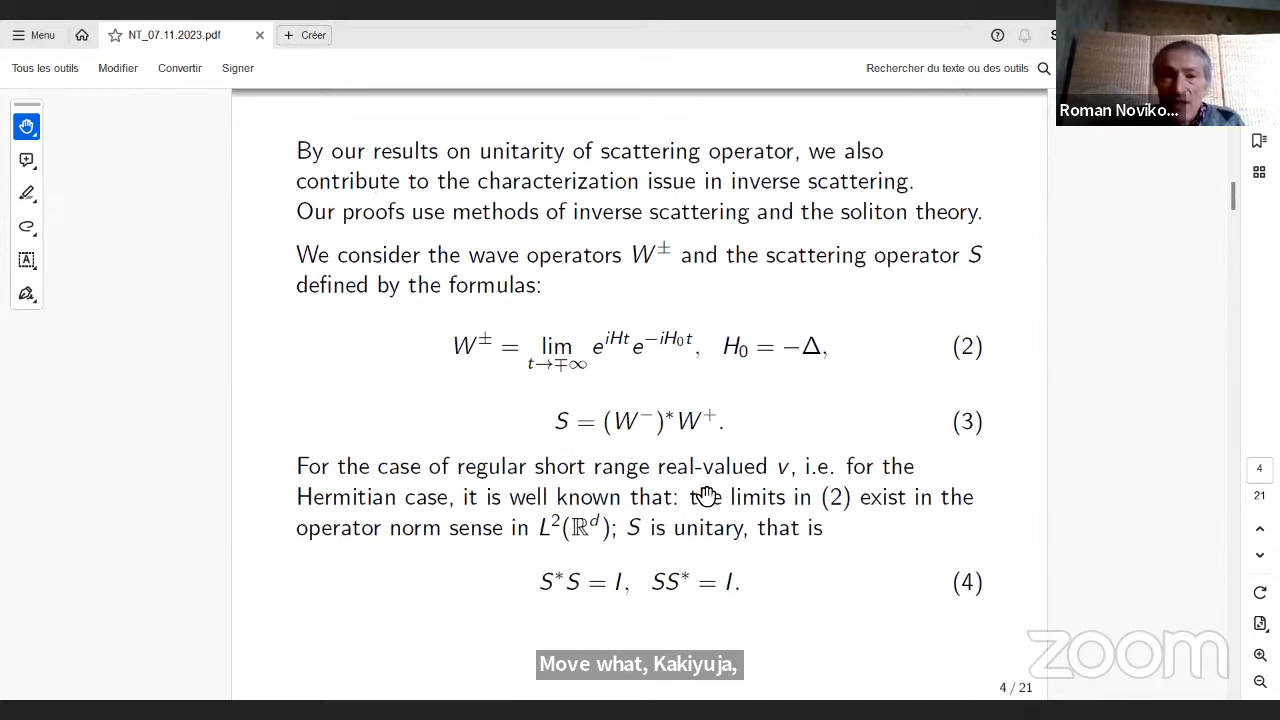 Menu
NT_07.11.2023.pdf
Créer
Tous les outils Modifier Convertir Signer
Rechercher du texte ou des outils
Roman Noviko...
By our results on unitarity of scattering operator, we also
contribute to the characterization issue in inverse scattering.
Our proofs use methods of inverse scattering and the soliton theory.
We consider the wave operators W± and the scattering operator S
defined by the formulas:
W± = lim e^{iHt} e^{-iH₀t}, H₀ = −Δ, (2)
t→∓∞
S = (W⁻)*W⁺. (3)
For the case of regular short range real-valued v, i.e. for the
Hermitian case, it is well known that: the limits in (2) exist in the
operator norm sense in L²(ℝᵈ); S is unitary, that is
S*S = I, SS* = I. (4)
4
21
Move what, Kakiyuja,
zoom
4 / 21